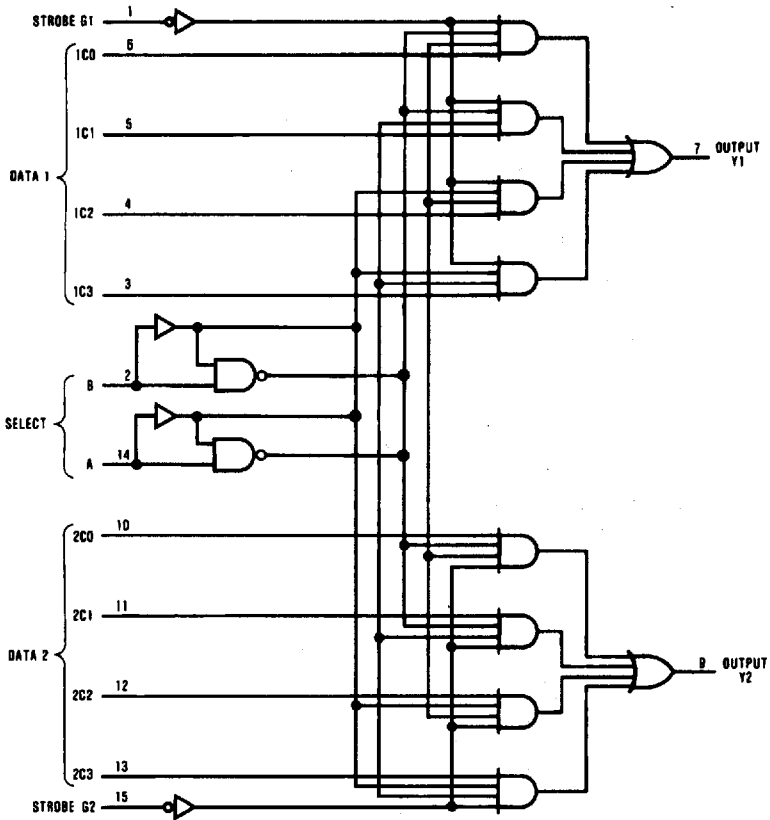 STROBE G1 1
6
1C0
1C1 5
DATA 1
7 OUTPUT
Y1
1C2 4
1C3 3
B 2
SELECT
A 14
2C0 10
2C1 11
DATA 2
9 OUTPUT
Y2
2C2 12
2C3 13
STROBE G2 15